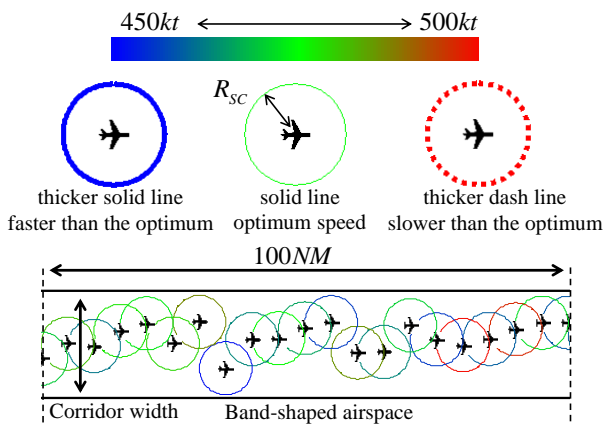 450kt
500kt
R_SC
thicker solid line
faster than the optimum
solid line
optimum speed
thicker dash line
slower than the optimum
100NM
Corridor width
Band-shaped airspace